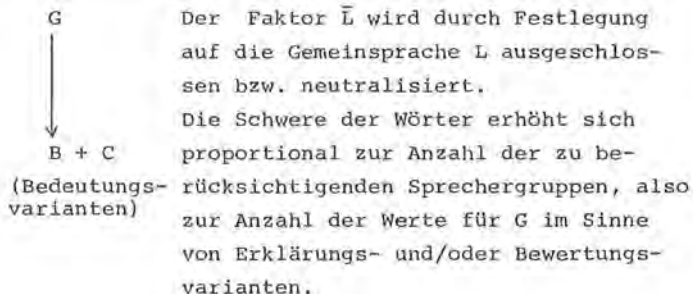 G Der Faktor L̄ wird durch Festlegung
auf die Gemeinsprache L ausgeschlos-
sen bzw. neutralisiert.
Die Schwere der Wörter erhöht sich
B + C proportional zur Anzahl der zu be-
(Bedeutungs- rücksichtigenden Sprechergruppen, also
varianten) zur Anzahl der Werte für G im Sinne
von Erklärungs- und/oder Bewertungs-
varianten.